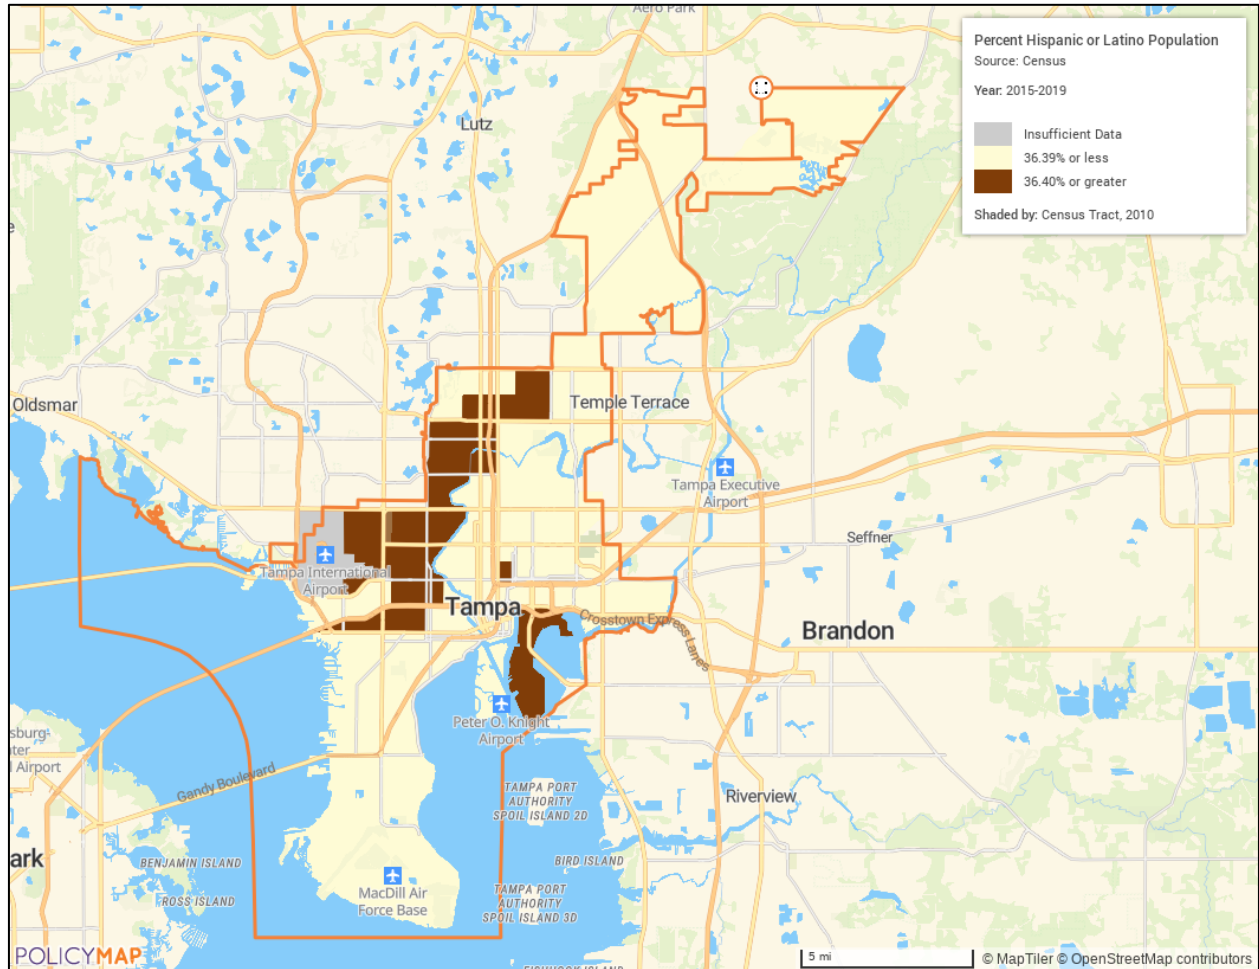 Aero Park
Percent Hispanic or Latino Population
Source: Census
Year: 2015-2019
Insufficient Data
36.39% or less
36.40% or greater
Shaded by: Census Tract, 2010
Lutz
e
Oldsmar
Temple Terrace
Tampa Executive
Airport
Seffner
Tampa International
Airport
Tampa
Crosstown Express Lanes
Brandon
Peter O. Knight
Airport
sburg-
ater
l Airport
Gandy Boulevard
TAMPA PORT
AUTHORITY
SPOIL ISLAND 2D
Riverview
ark
BENJAMIN ISLAND
BIRD ISLAND
ROSS ISLAND
MacDill Air
Force Base
TAMPA PORT
AUTHORITY
SPOIL ISLAND 3D
POLICYMAP
5 mi
© MapTiler © OpenStreetMap contributors